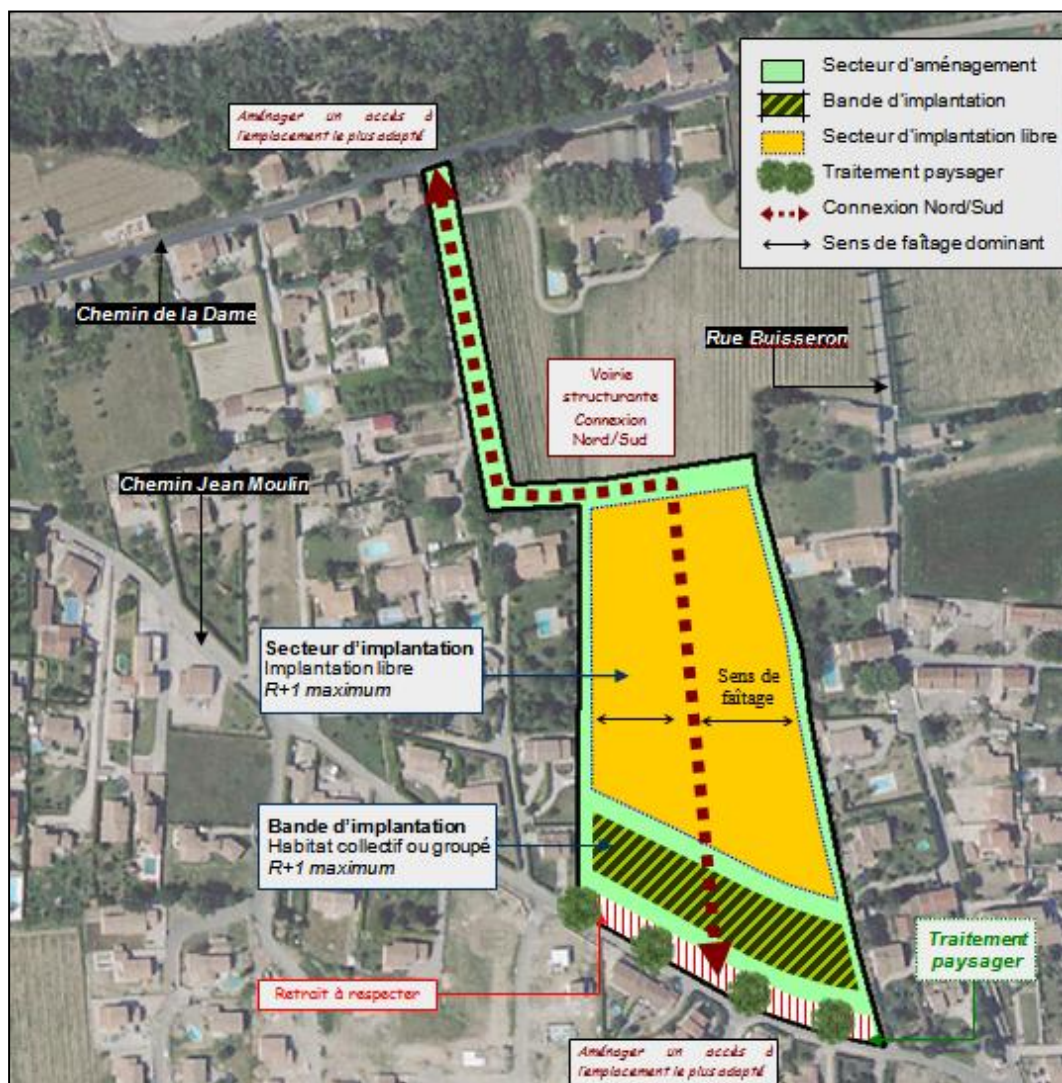 Secteur d'aménagement
Bande d'implantation
Secteur d'implantation libre
Traitement paysager
Connexion Nord/Sud
Sens de faîtage dominant
Aménager un accès à
l'emplacement le plus adapté
Chemin de la Dame
Rue Buisseron
Voirie
structurante
Connexion
Nord/Sud
Chemin Jean Moulin
Secteur d'implantation
Implantation libre
R+1 maximum
Sens de
faîtage
Bande d'implantation
Habitat collectif ou groupé
R+1 maximum
Traitement
paysager
Retrait à respecter
Aménager un accès à
l'emplacement le plus adapté